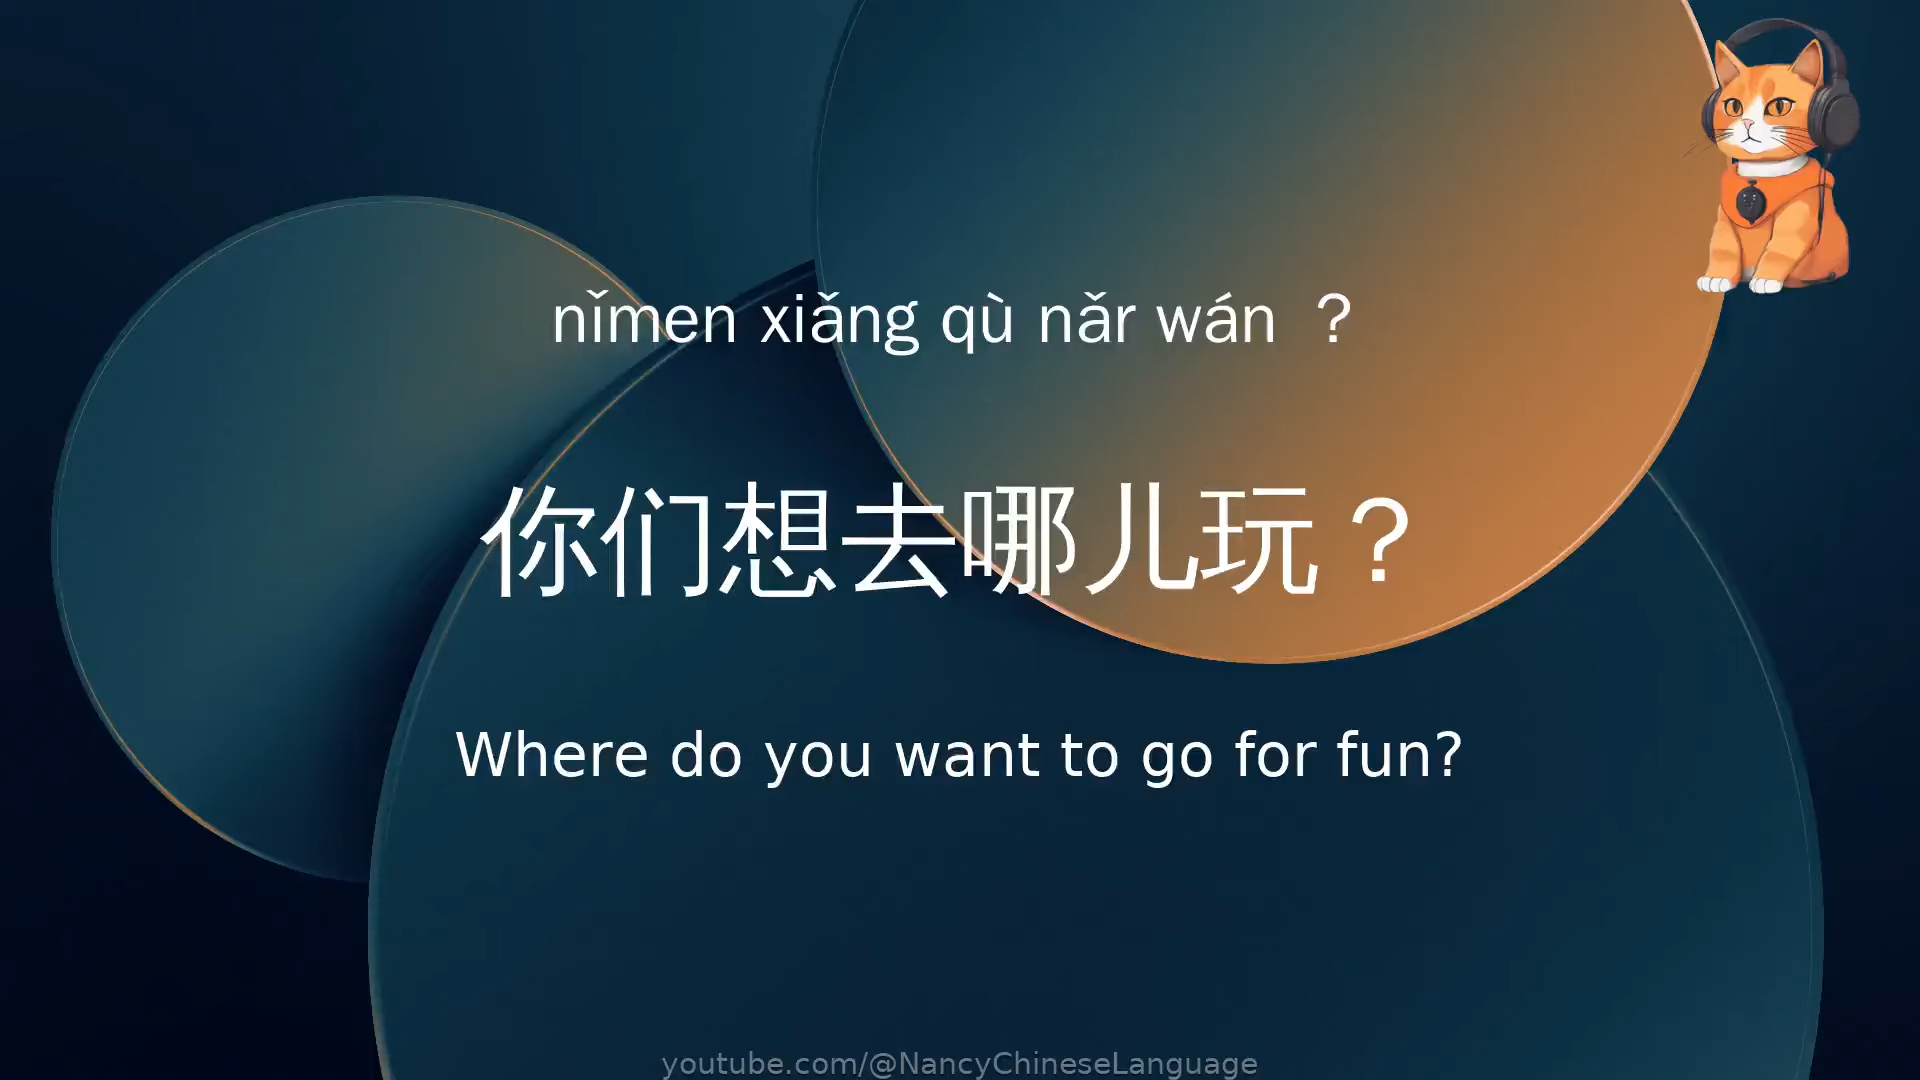 nǐmen xiǎng qù nǎr wán ？
你们想去哪儿玩？
Where do you want to go for fun?
youtube.com/@NancyChineseLanguage